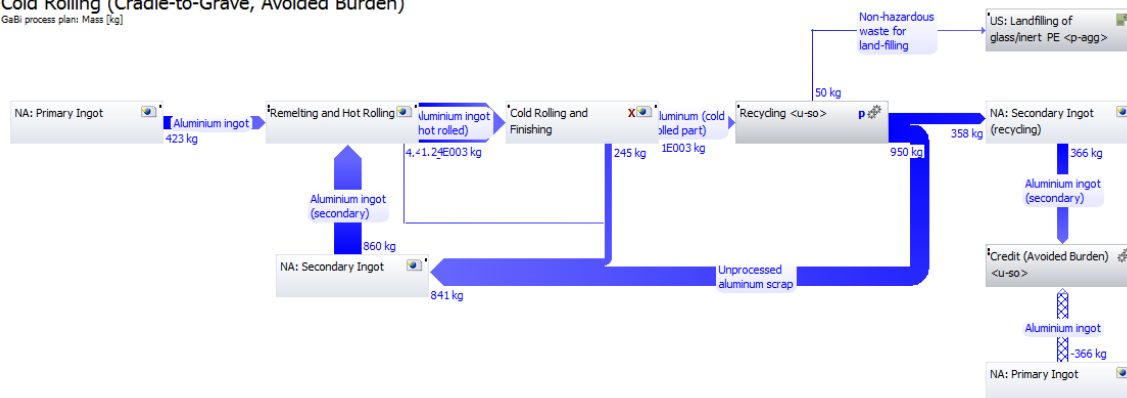 Cold Rolling (Cradle-to-Grave, Avoided Burden)
GaBi process plan: Mass [kg]
Non-hazardous
waste for
land-filling
US: Landfilling of
glass/inert PE <p-agg>
50 kg
NA: Primary Ingot
Aluminium ingot
423 kg
Remelting and Hot Rolling
Aluminium ingot
hot rolled)
1.24E003 kg
Cold Rolling and
Finishing
X
245 kg
luminum (cold
olled part)
1E003 kg
Recycling <u-so>
p
950 kg
358 kg
NA: Secondary Ingot
(recycling)
366 kg
Aluminium ingot
(secondary)
Aluminium ingot
(secondary)
860 kg
NA: Secondary Ingot
841 kg
Unprocessed
aluminum scrap
Credit (Avoided Burden)
<u-so>
Aluminium ingot
-366 kg
NA: Primary Ingot